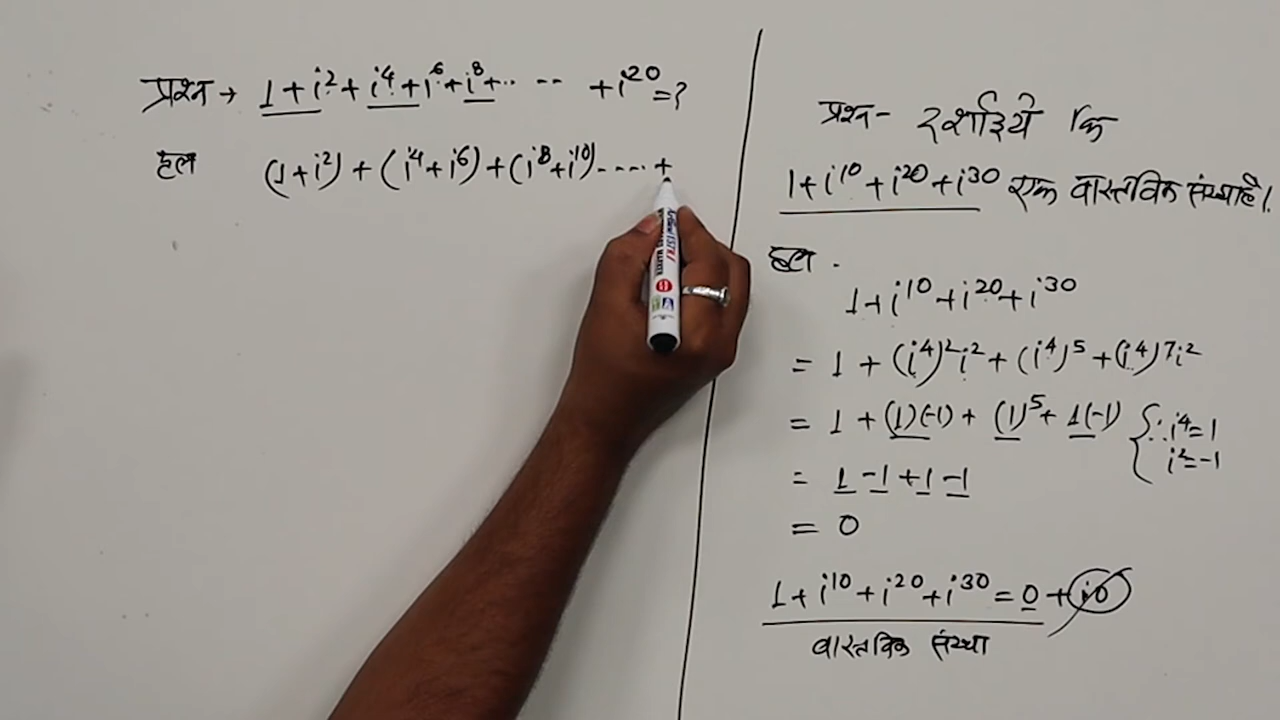 प्रश्न → 1 + i² + i⁴ + i⁶ + i⁸ + ... -- + i²⁰ = ?
हल (1 + i²) + (i⁴ + i⁶) + (i⁸ + i¹⁰) ----- +
प्रश्न - दर्शाइये कि
1 + i¹⁰ + i²⁰ + i³⁰ एक वास्तविक संख्या है।
हल .
1 + i¹⁰ + i²⁰ + i³⁰
= 1 + (i⁴)² i² + (i⁴)⁵ + (i⁴)⁷ i²
= 1 + (1)(-1) + (1)⁵ + 1(-1) { ∵ i⁴ = 1
i² = -1
= 1 - 1 + 1 - 1
= 0
1 + i¹⁰ + i²⁰ + i³⁰ = 0 + i0
वास्तविक संख्या